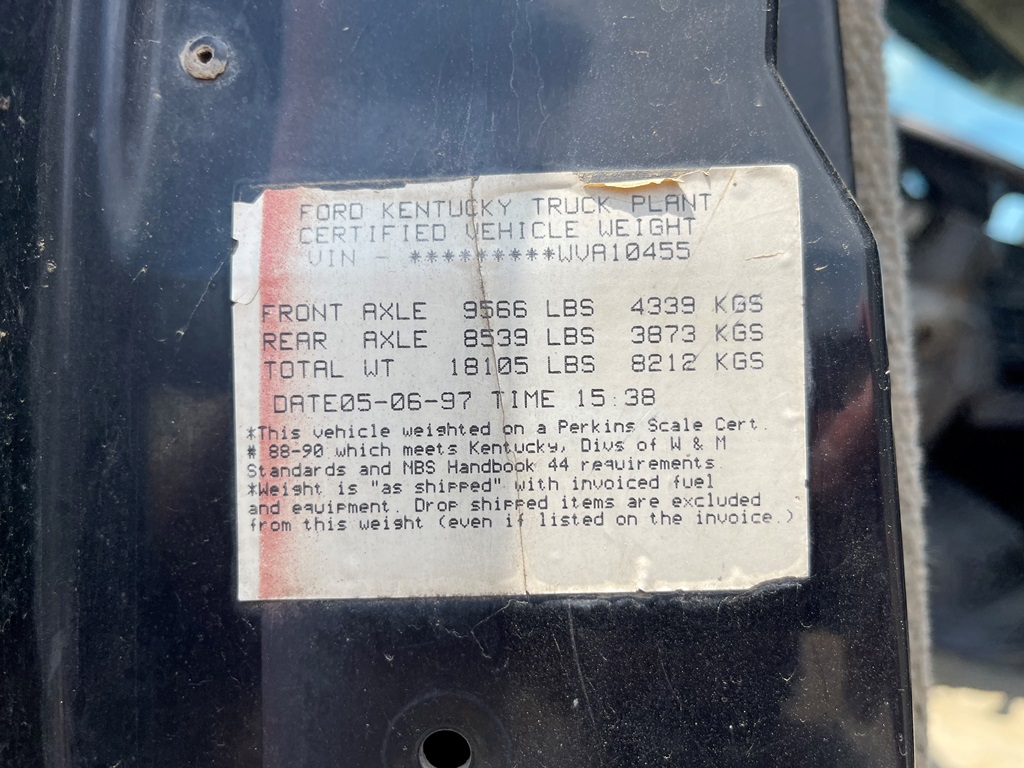 FORD KENTUCKY TRUCK PLANT
CERTIFIED VEHICLE WEIGHT
VIN - *********WVA10455
FRONT AXLE 9566 LBS 4339 KGS
REAR AXLE 8539 LBS 3873 KGS
TOTAL WT 18105 LBS 8212 KGS
DATE05-06-97 TIME 15:38
*This vehicle weighted on a Perkins Scale Cert.
# 88-90 which meets Kentucky, Divs of W & M
Standards and NBS Handbook 44 requirements
*Weight is "as shipped" with invoiced fuel
and equipment. Drop shipped items are excluded
from this weight (even if listed on the invoice.)